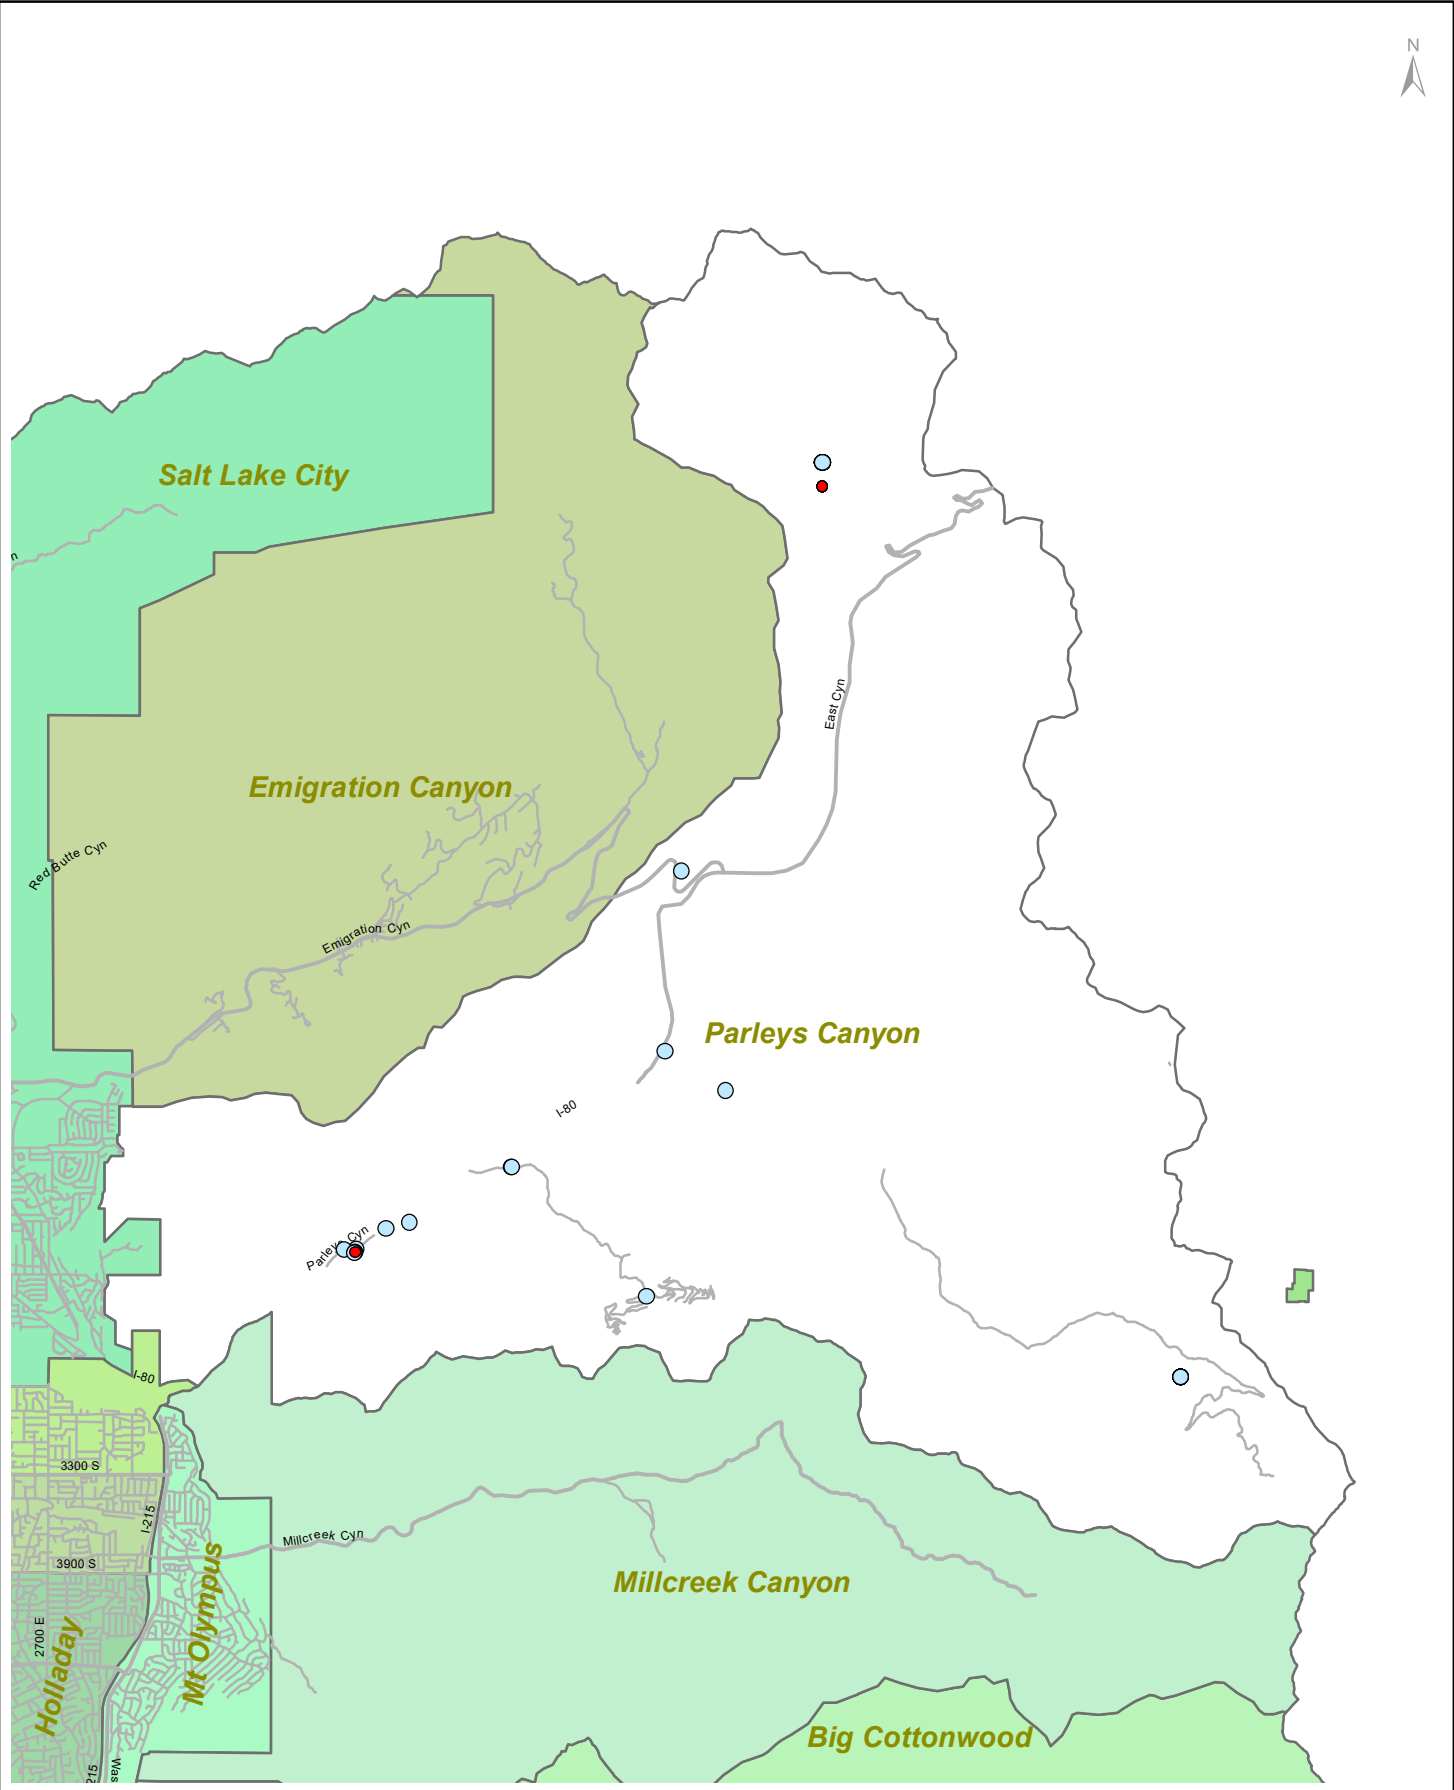 N
Salt Lake City
n
East Cyn
Emigration Canyon
Red Butte Cyn
Emigration Cyn
Parleys Canyon
I-80
Parleys Cyn
I-80
3300 S
I-215
Millcreek Cyn
3900 S
Millcreek Canyon
Mt Olympus
2700 E
Holladay
Big Cottonwood
215
Was